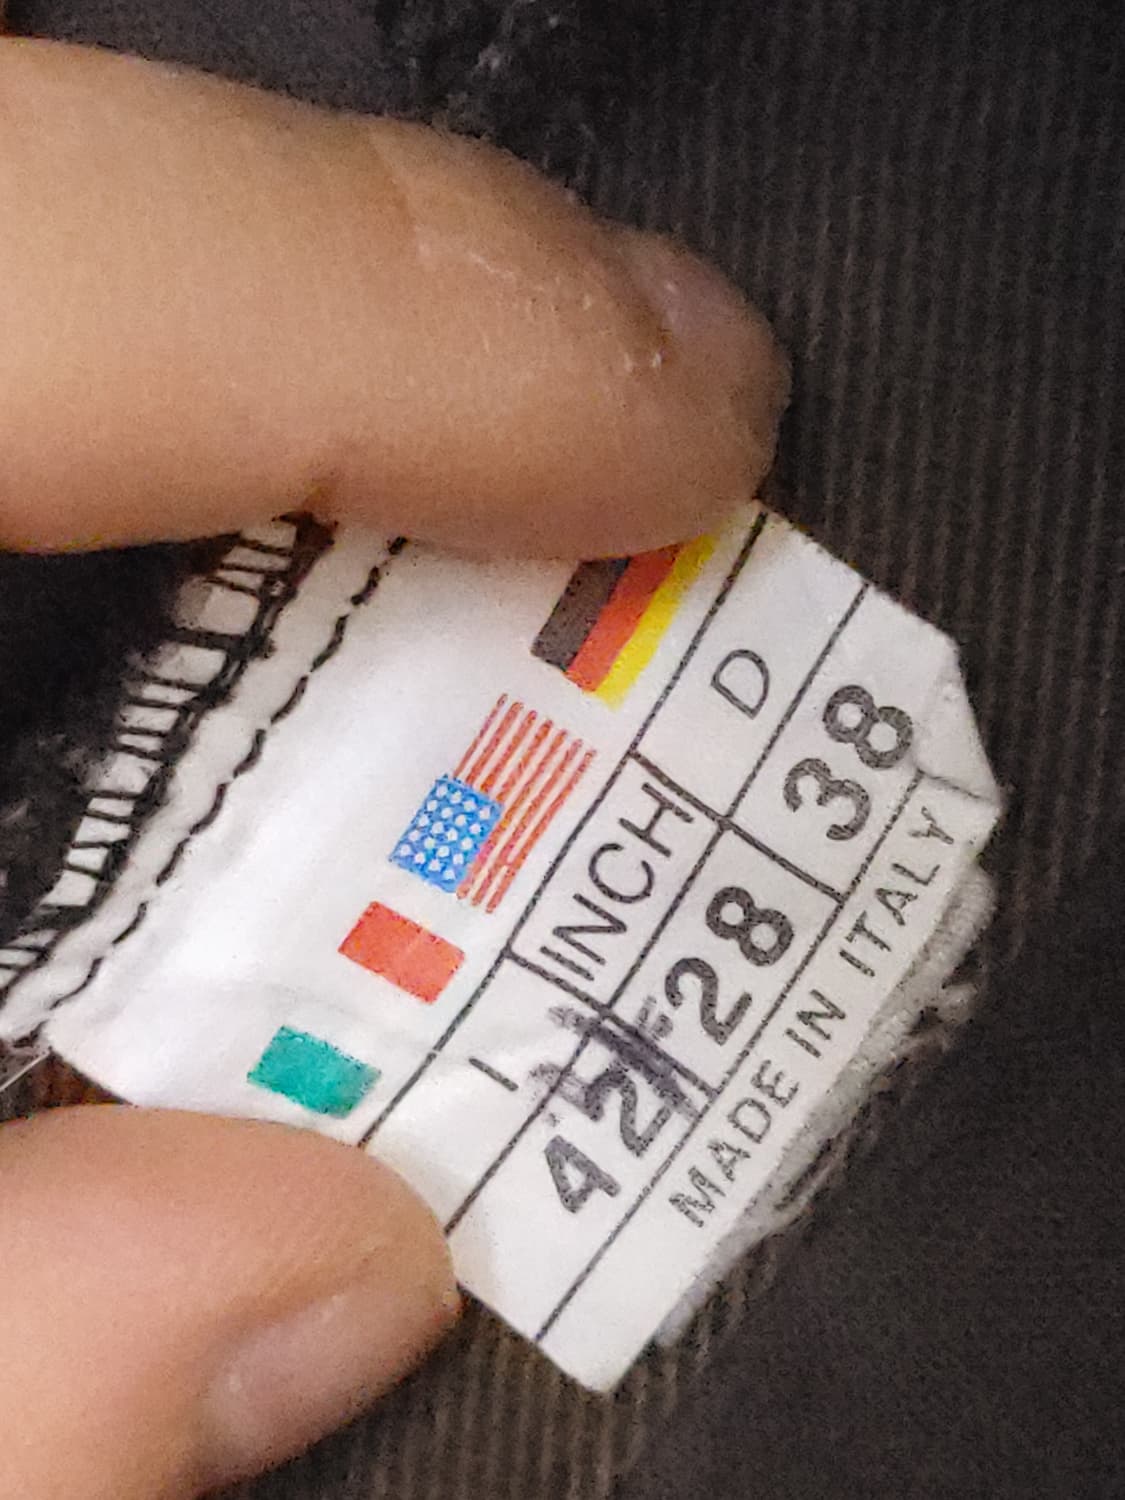 I INCH D
42 28 38
MADE IN ITALY